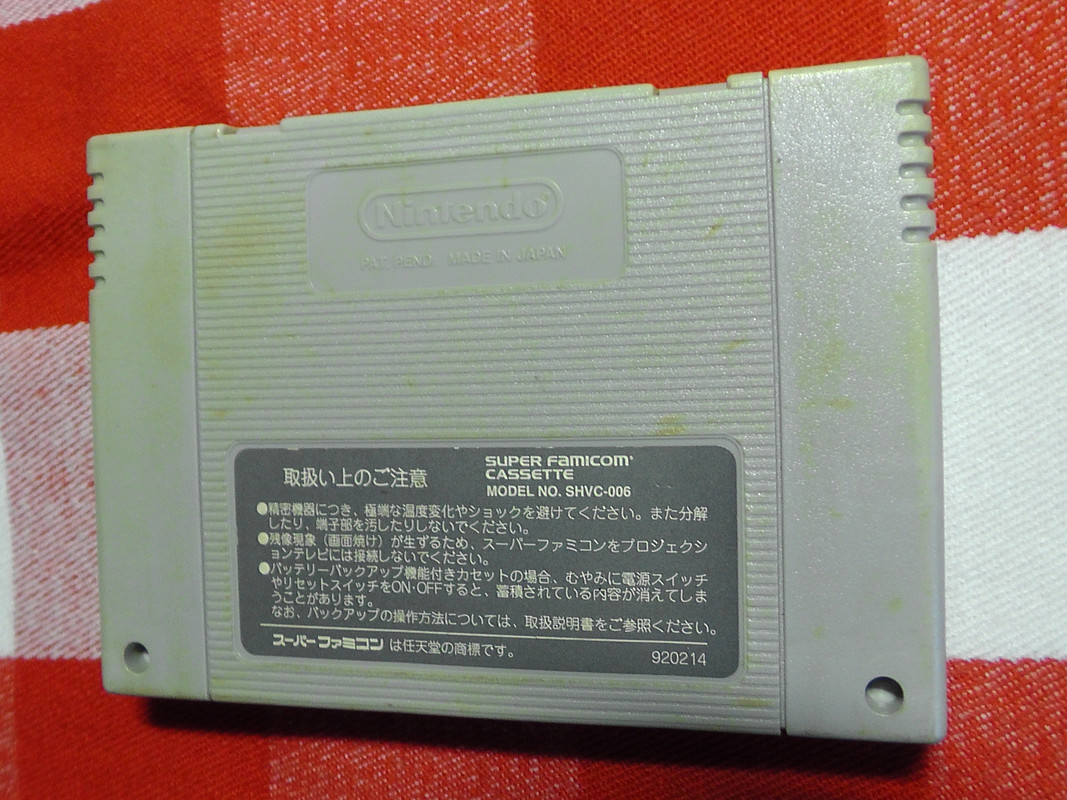 Nintendo
PAT. PEND. MADE IN JAPAN
取扱い上のご注意
SUPER FAMICOM
CASSETTE
MODEL NO. SHVC-006
●精密機器につき、極端な温度変化やショックを避けてください。また分解
したり、端子部を汚したりしないでください。
●残像現象（画面焼け）が生ずるため、スーパーファミコンをプロジェクシ
ョンテレビには接続しないでください。
●バッテリーバックアップ機能付きカセットの場合、むやみに電源スイッチ
やリセットスイッチをON・OFFすると、蓄積されている内容が消えてしま
うことがあります。
なお、バックアップの操作方法については、取扱説明書をご参照ください。
スーパーファミコン は任天堂の商標です。
920214